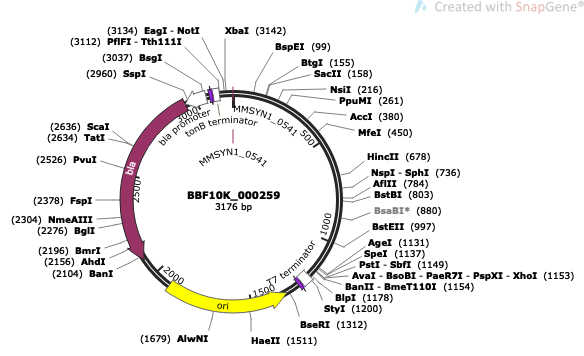 Created with SnapGene®
(3134) EagI - NotI
XbaI (3142)
(3112) PflFI - Tth111I
BspEI (99)
(3037) BsgI
BtgI (155)
(2960) SspI
SacII (158)
NsiI (216)
PpuMI (261)
AccI (380)
MfeI (450)
3000
bla promoter
tonB terminator
MMSYN1_0541
500
MMSYN1_0541
(2636) ScaI
(2634) TatI
(2526) PvuI
bla
HincII (678)
NspI - SphI (736)
AflII (784)
BstBI (803)
BsaBI* (880)
BstEII (997)
2500
BBF10K_000259
3176 bp
(2378) FspI
(2304) NmeAIII
(2276) BglI
(2196) BmrI
(2156) AhdI
(2104) BanI
1000
AgeI (1131)
SpeI (1137)
PstI - SbfI (1149)
AvaI - BsoBI - PaeR7I - PspXI - XhoI (1153)
BanII - BmeT110I (1154)
BlpI (1178)
StyI (1200)
T7 terminator
2000
1500
ori
BseRI (1312)
(1679) AlwNI
HaeII (1511)